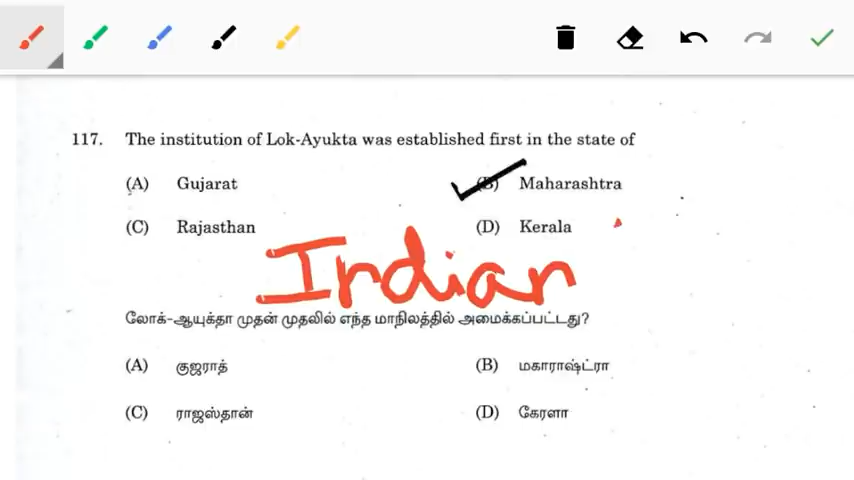 117. The institution of Lok-Ayukta was established first in the state of
(A) Gujarat (B) Maharashtra
(C) Rajasthan (D) Kerala
Indian
லோக்-ஆயுக்தா முதன் முதலில் எந்த மாநிலத்தில் அமைக்கப்பட்டது?
(A) குஜராத் (B) மகாராஷ்ட்ரா
(C) ராஜஸ்தான் (D) கேரளா